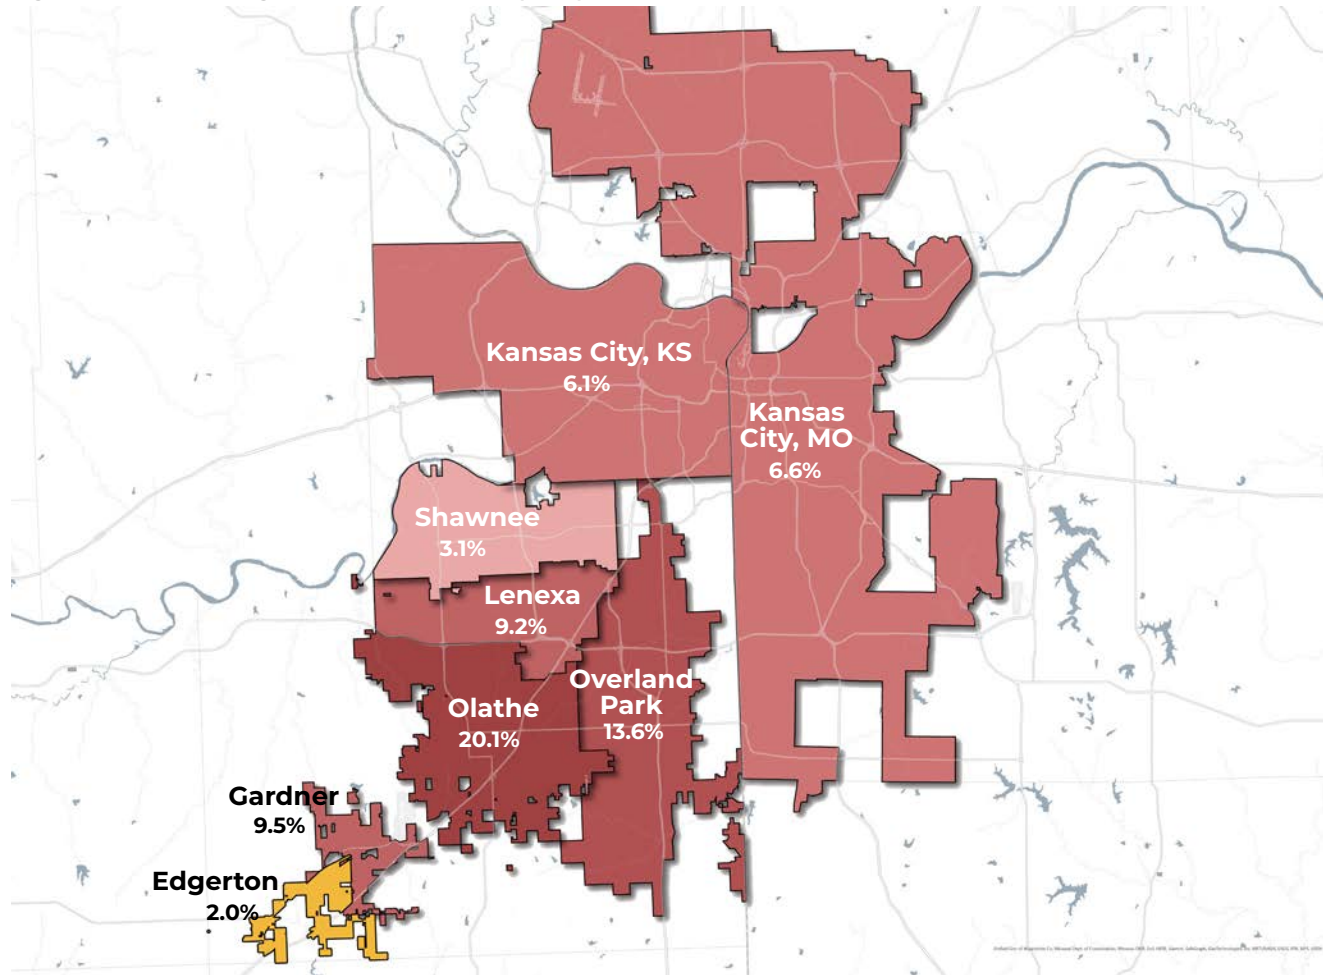 Kansas City, KS
6.1%
Kansas
City, MO
6.6%
Shawnee
3.1%
Lenexa
9.2%
Overland
Park
13.6%
Olathe
20.1%
Gardner
9.5%
Edgerton
2.0%